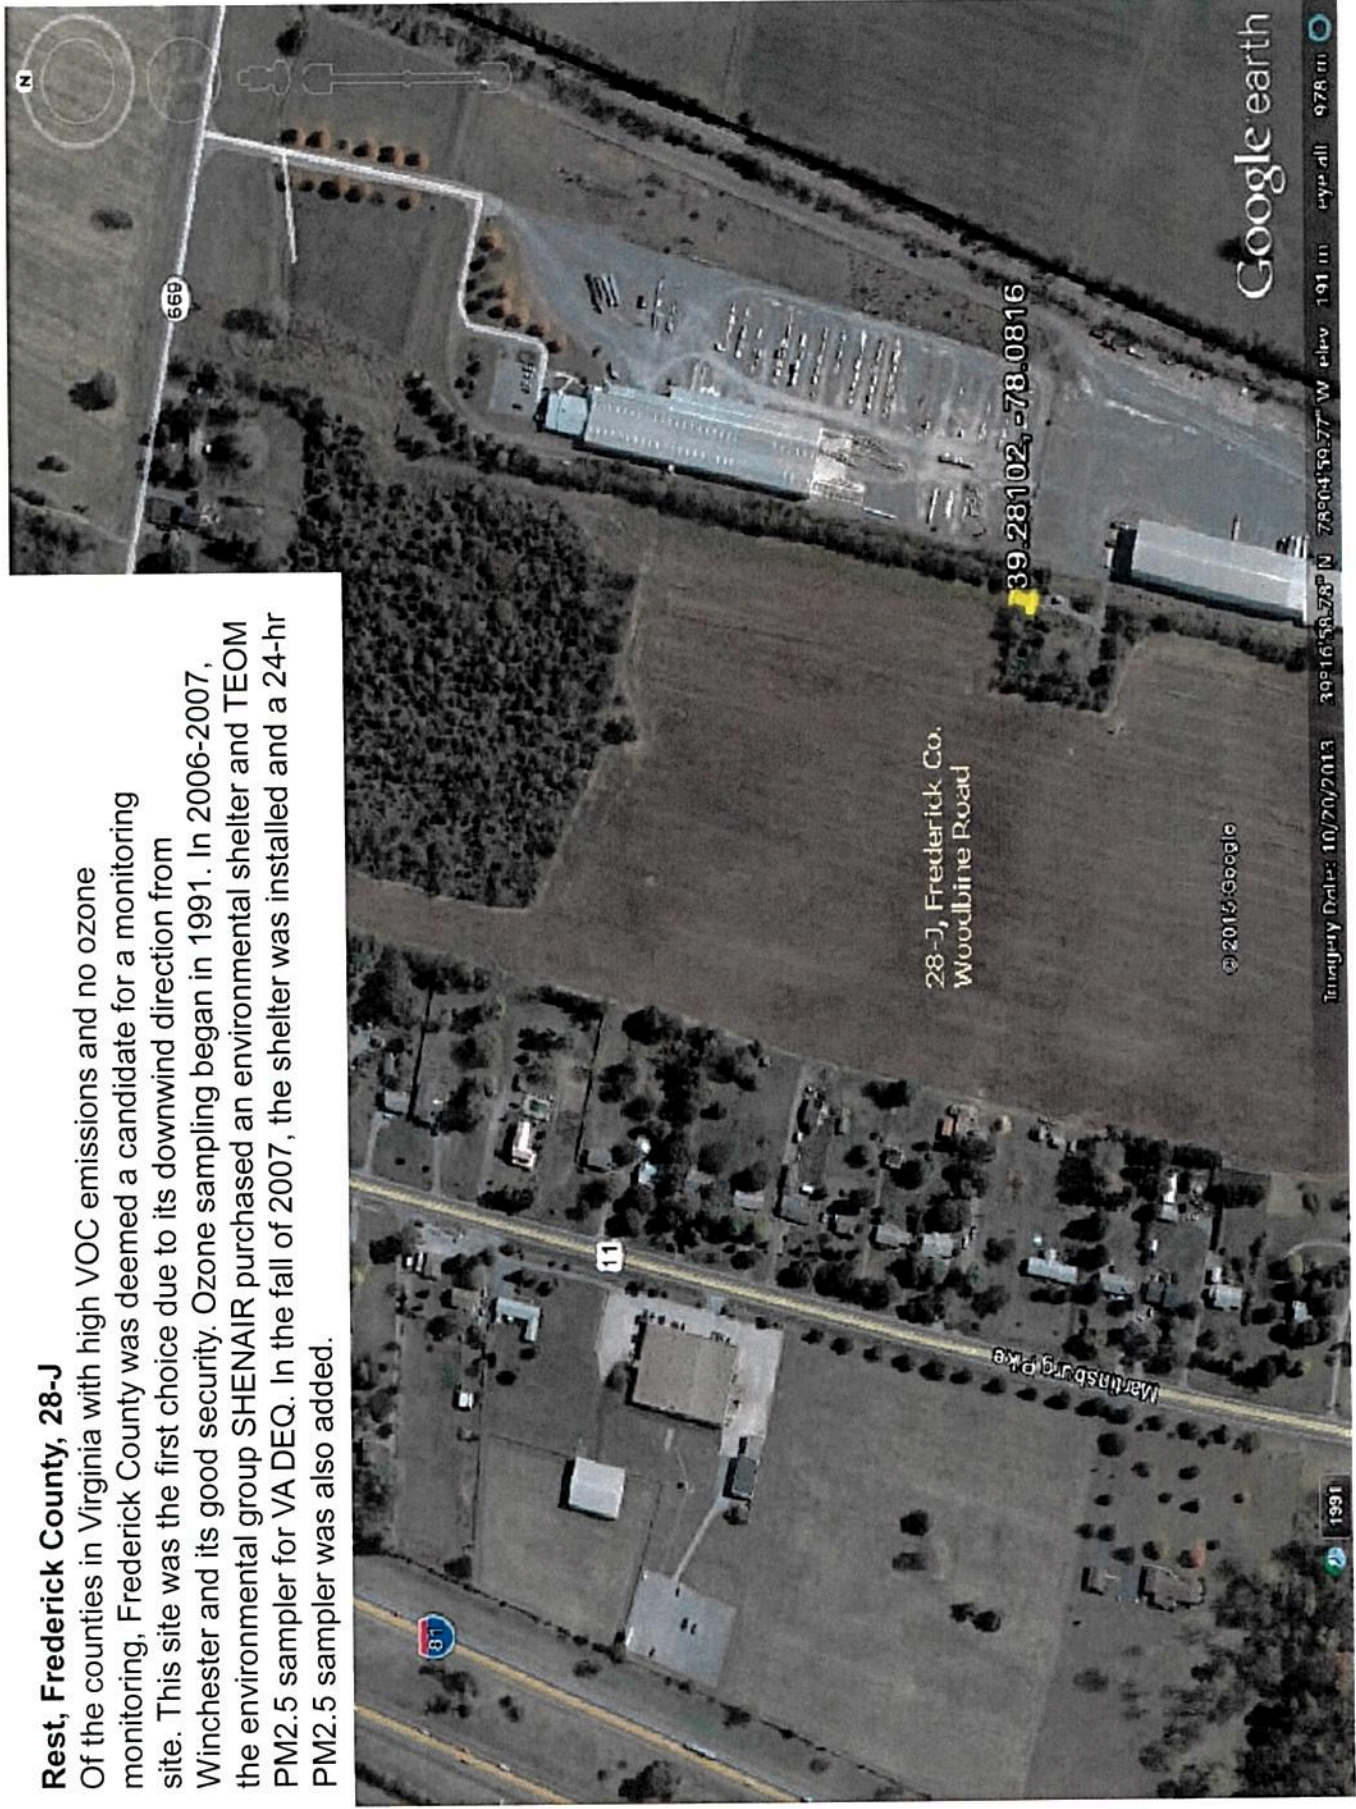 Rest, Frederick County, 28-J
Of the counties in Virginia with high VOC emissions and no ozone
monitoring, Frederick County was deemed a candidate for a monitoring
site. This site was the first choice due to its downwind direction from
Winchester and its good security. Ozone sampling began in 1991. In 2006-2007,
the environmental group SHENAIR purchased an environmental shelter and TEOM
PM2.5 sampler for VA DEQ. In the fall of 2007, the shelter was installed and a 24-hr
PM2.5 sampler was also added.
N
669
81
11
Martinsburg Pike
28-J, Frederick Co.
Woodbine Road
39.28102, -78.0816
© 2015 Google
Google earth
1991
Imagery Date: 10/20/2013 39°16'58.78" N 78°04'59.77" W elev 191 m eye alt 978 m